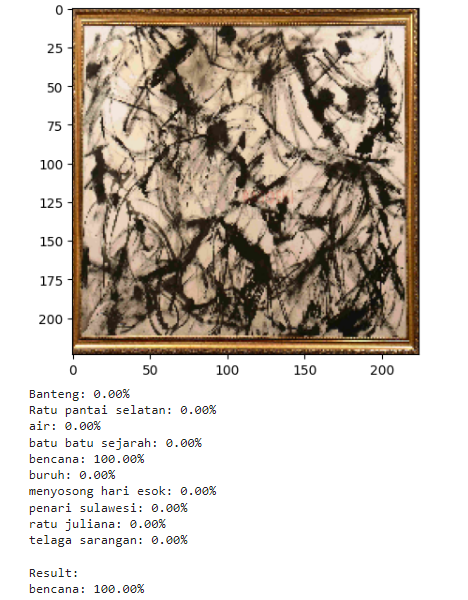 0
25
50
75
100
125
150
175
200
0 50 100 150 200
Banteng: 0.00%
Ratu pantai selatan: 0.00%
air: 0.00%
batu batu sejarah: 0.00%
bencana: 100.00%
buruh: 0.00%
menyosong hari esok: 0.00%
penari sulawesi: 0.00%
ratu juliana: 0.00%
telaga sarangan: 0.00%
Result:
bencana: 100.00%